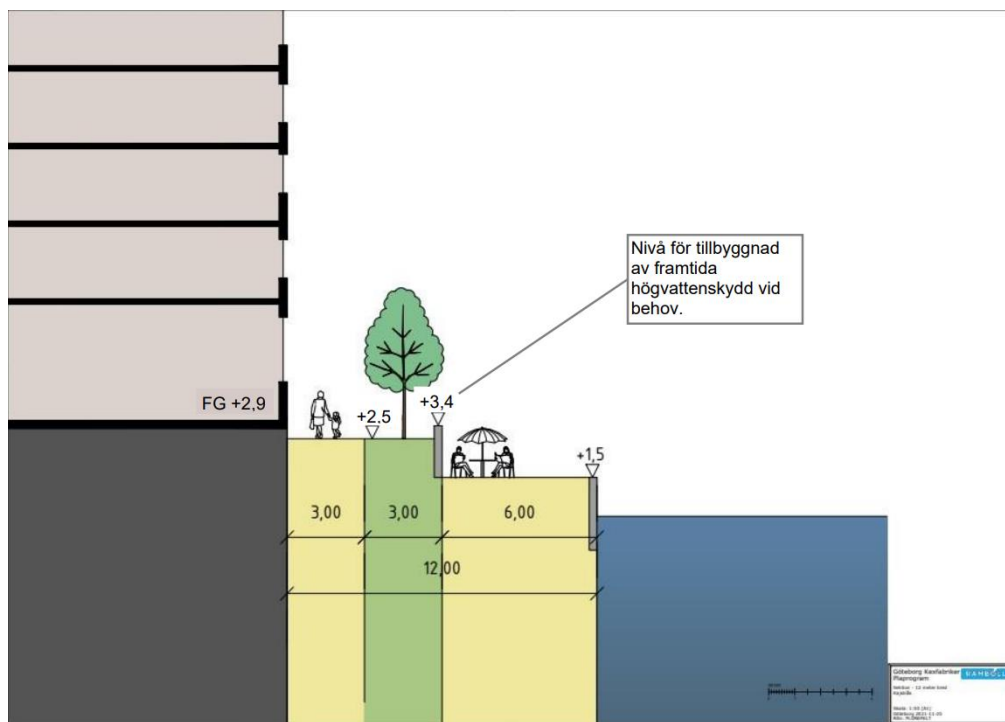 Nivå för tillbyggnad
av framtida
högvattenskydd vid
behov.
FG +2,9
+2,5
+3,4
+1,5
3,00
3,00
6,00
12,00
Göteborg Kexfabriken
Planprogram
RAMBOLL